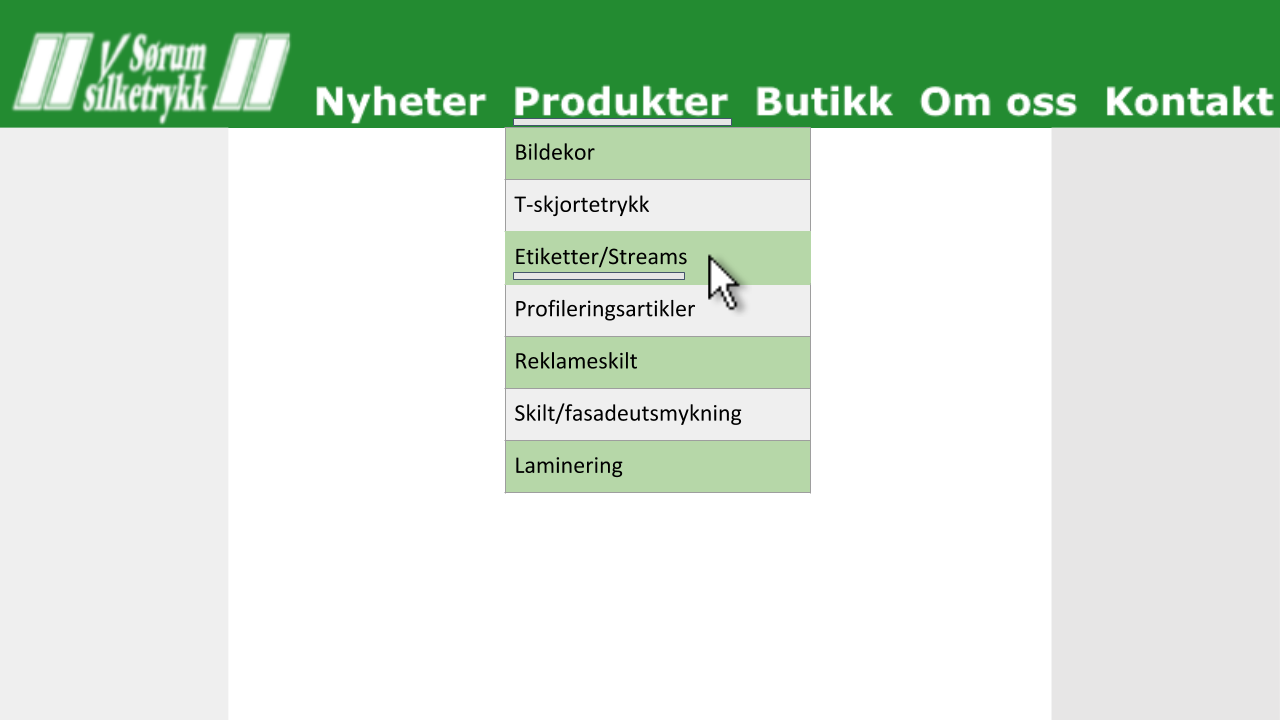 Sørum
silketrykk
Nyheter Produkter Butikk Om oss Kontakt
Bildekor
T-skjortetrykk
Etiketter/Streams
Profileringsartikler
Reklameskilt
Skilt/fasadeutsmykning
Laminering